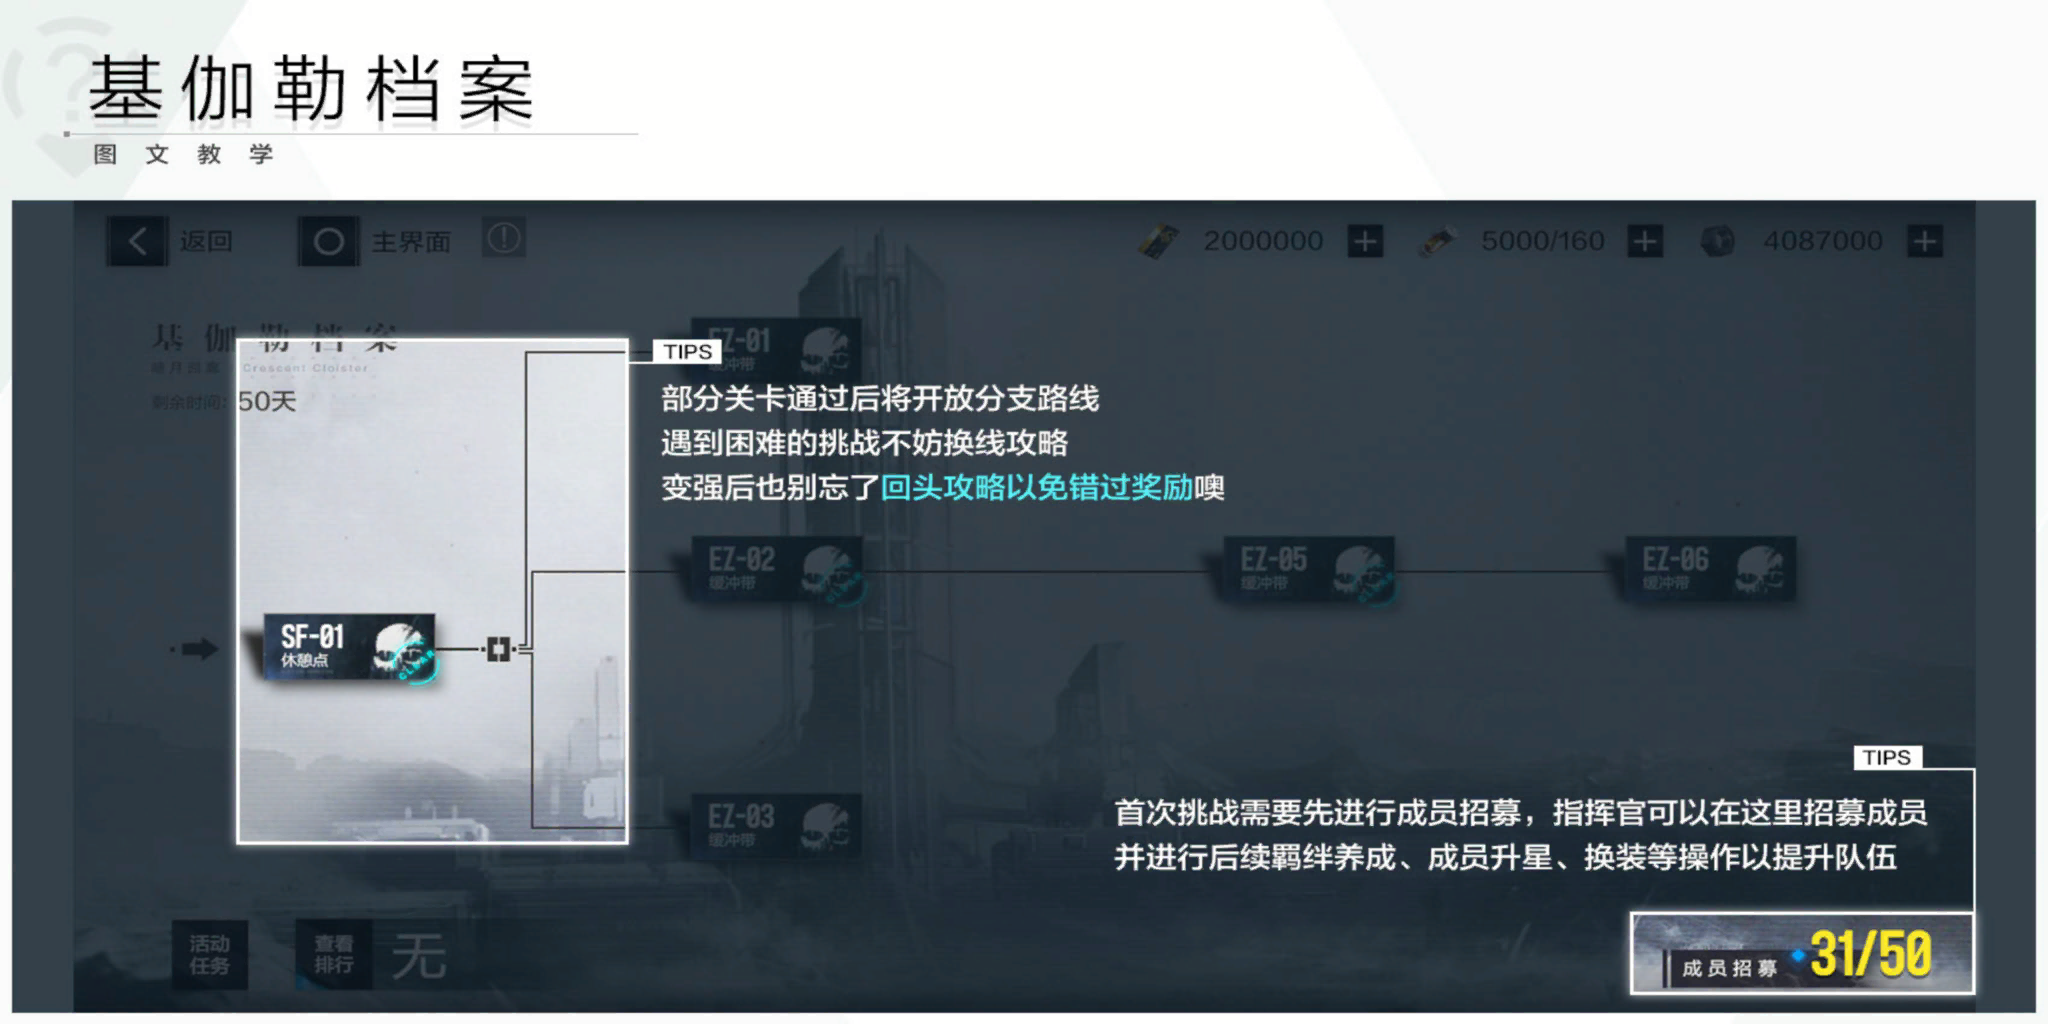 基伽勒档案
图文教学
返回
主界面
2000000
5000/160
4087000
基伽勒档案
Crescent Cloister
剩余时间: 50天
TIPS
EZ-01
缓冲带
部分关卡通过后将开放分支路线
遇到困难的挑战不妨换线攻略
变强后也别忘了回头攻略以免错过奖励噢
EZ-02
缓冲带
EZ-05
缓冲带
EZ-06
缓冲带
SF-01
休憩点
CLEAR
EZ-03
缓冲带
TIPS
首次挑战需要先进行成员招募，指挥官可以在这里招募成员
并进行后续羁绊养成、成员升星、换装等操作以提升队伍
活动
任务
查看
排行
无
成员招募
31/50